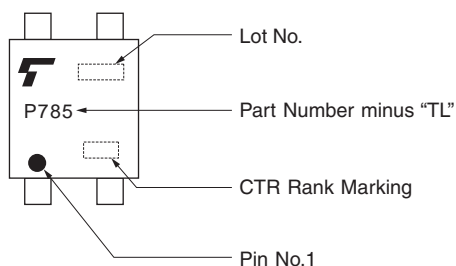 Lot No.
P785
Part Number minus “TL”
CTR Rank Marking
Pin No.1